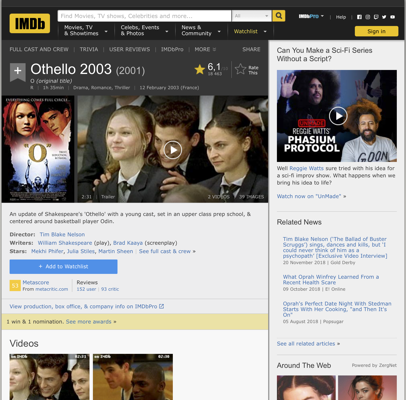 IMDb
Find Movies, TV shows, Celebrities and more...
All
Movies, TV & Showtimes
Celebs, Events & Photos
News & Community
Watchlist
IMDbPro
Help
Sign in
FULL CAST AND CREW | TRIVIA | USER REVIEWS | IMDbPro | MORE
SHARE
Othello 2003 (2001)
O (original title)
R | 1h 35min | Drama, Romance, Thriller | 12 February 2003 (France)
6,1
Rate This
EVERYTHING COMES FULL CIRCLE
"O"
2:31 | Trailer
2 VIDEOS
39 IMAGES
An update of Shakespeare's 'Othello' with a young cast, set in an upper class prep school, & centered around basketball player Odin.
Director: Tim Blake Nelson
Writers: William Shakespeare (play), Brad Kaaya (screenplay)
Stars: Mekhi Phifer, Julia Stiles, Martin Sheen | See full cast & crew »
+ Add to Watchlist
Metascore
From metacritic.com
Reviews
152 user | 93 critic
View production, box office, & company info on IMDbPro
1 win & 1 nomination. See more awards »
Videos
Can You Make a Sci-Fi Series
Without a Script?
REGGIE WATTS'
PHASIUM
PROTOCOL
Well Reggie Watts sure tried with his idea for
a sci-fi improv show. What happens when we
bring his idea to life?
Watch now on "UnMade" »
Related News
Tim Blake Nelson ('The Ballad of Buster
Scruggs') sings, dances and kills, but 'I
could never think of him as a
psychopath' [Exclusive Video Interview]
20 November 2018 | Gold Derby
What Oprah Winfrey Learned From a
Recent Health Scare
09 October 2018 | E! Online
Oprah's Perfect Date Night With Stedman
Starts With Her Cooking, "and Then It's
On"
05 August 2018 | Popsugar
See all related articles »
Around The Web
Powered by Zergnet